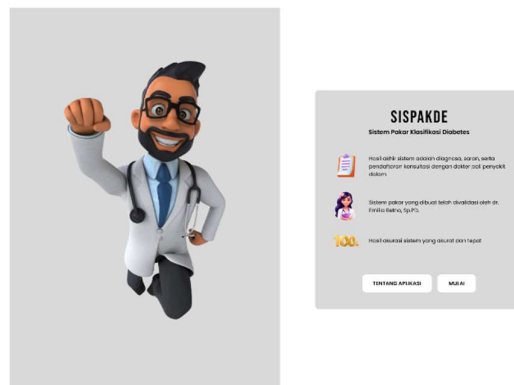 SISPAKDE
Sistem Pakar Klasifikasi Diabetes
Hasil akhir sistem adalah diagnosa, saran, serta
pendaftaran konsultasi dengan dokter poli penyakit
dalam
Sistem pakar yang dibuat telah divalidasi oleh dr.
Sp.P.D.
100
Hasil akurasi sistem yang akurat dan tepat
TENTANG APLIKASI
MULAI